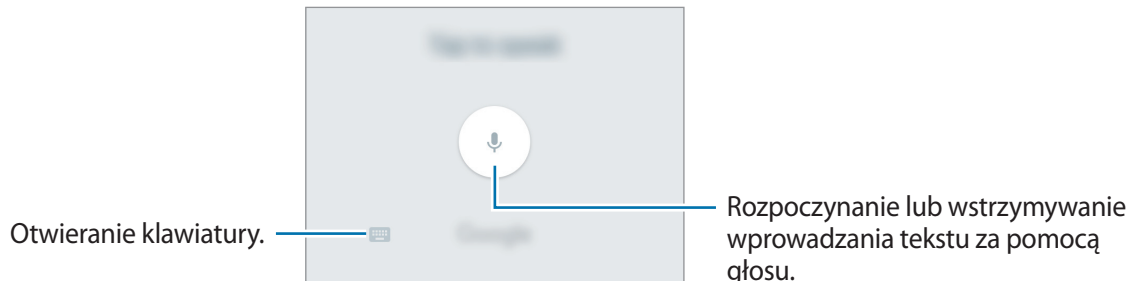 Otwieranie klawiatury.
Rozpoczynanie lub wstrzymywanie
wprowadzania tekstu za pomocą
głosu.